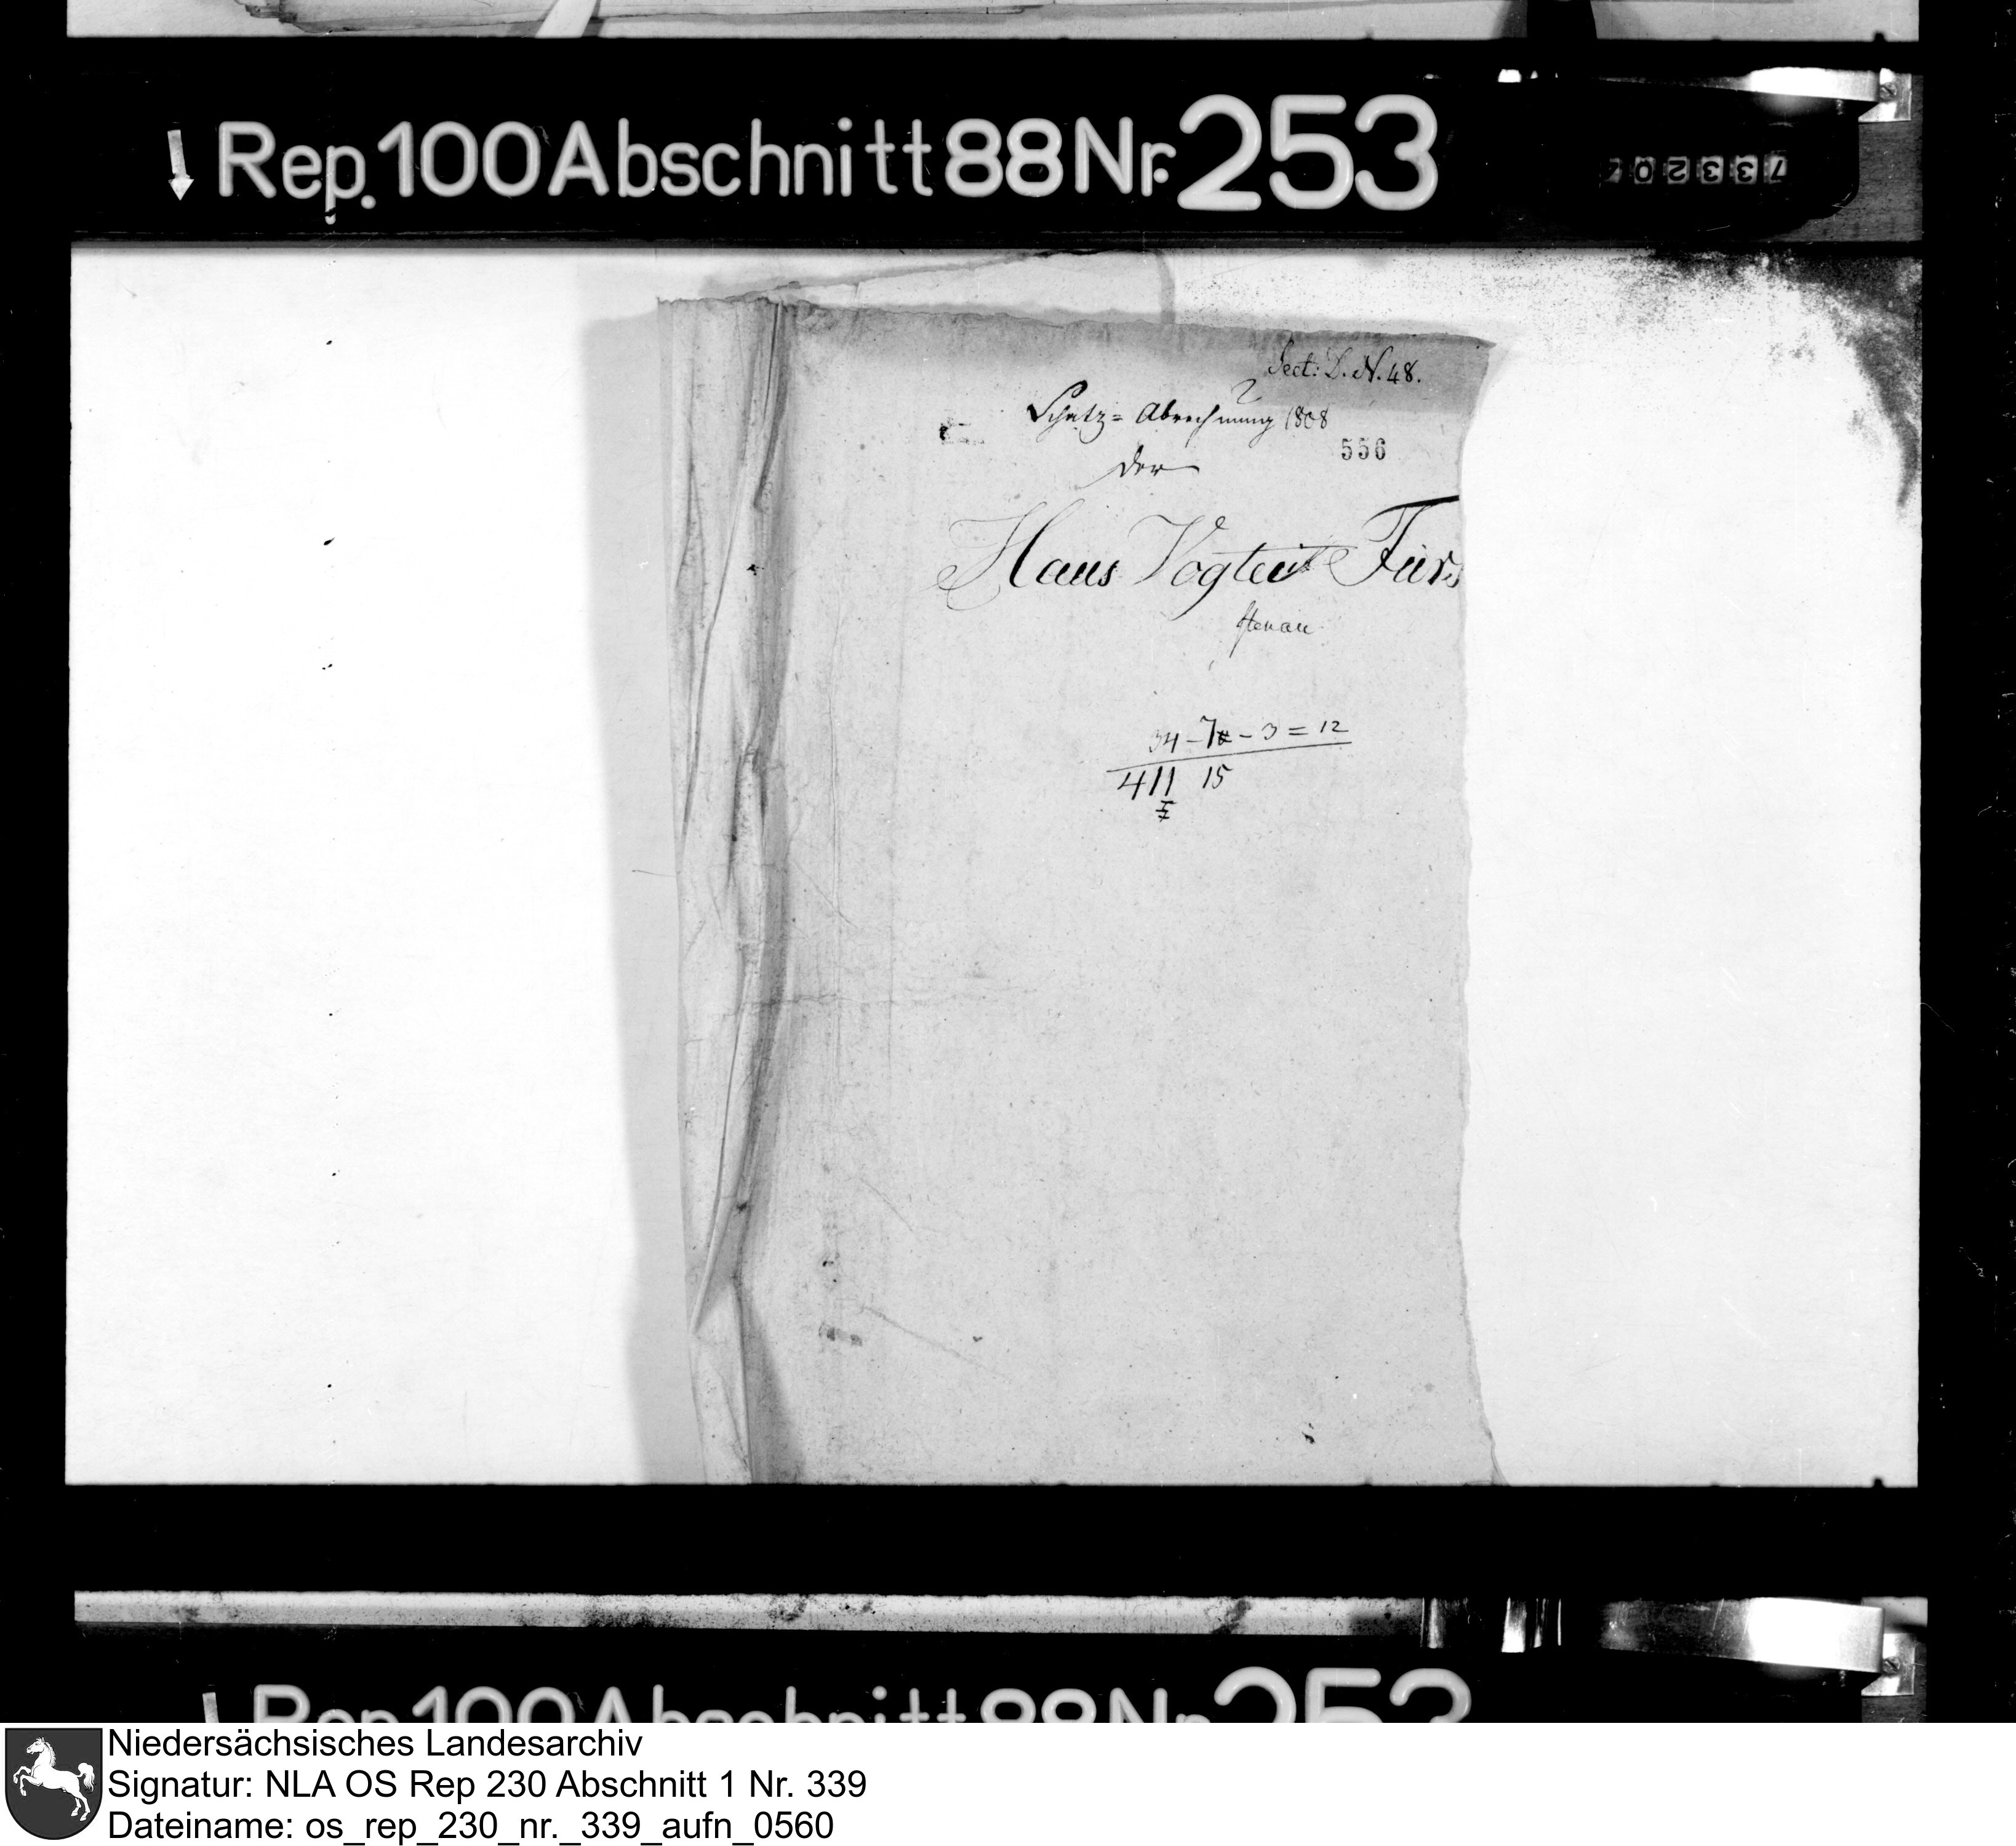 Rep. 100 Abschnitt 88 Nr. 253
Sect: D. N. 48.
Schatz= Abrechnung 1808
556
der
Haus Vogtei Fürs
stenau
34 - 7 - 3 = 12
411 15
Rep. 100 Abschnitt 88 Nr. 253
Niedersächsisches Landesarchiv
Signatur: NLA OS Rep 230 Abschnitt 1 Nr. 339
Dateiname: os_rep_230_nr._339_aufn_0560